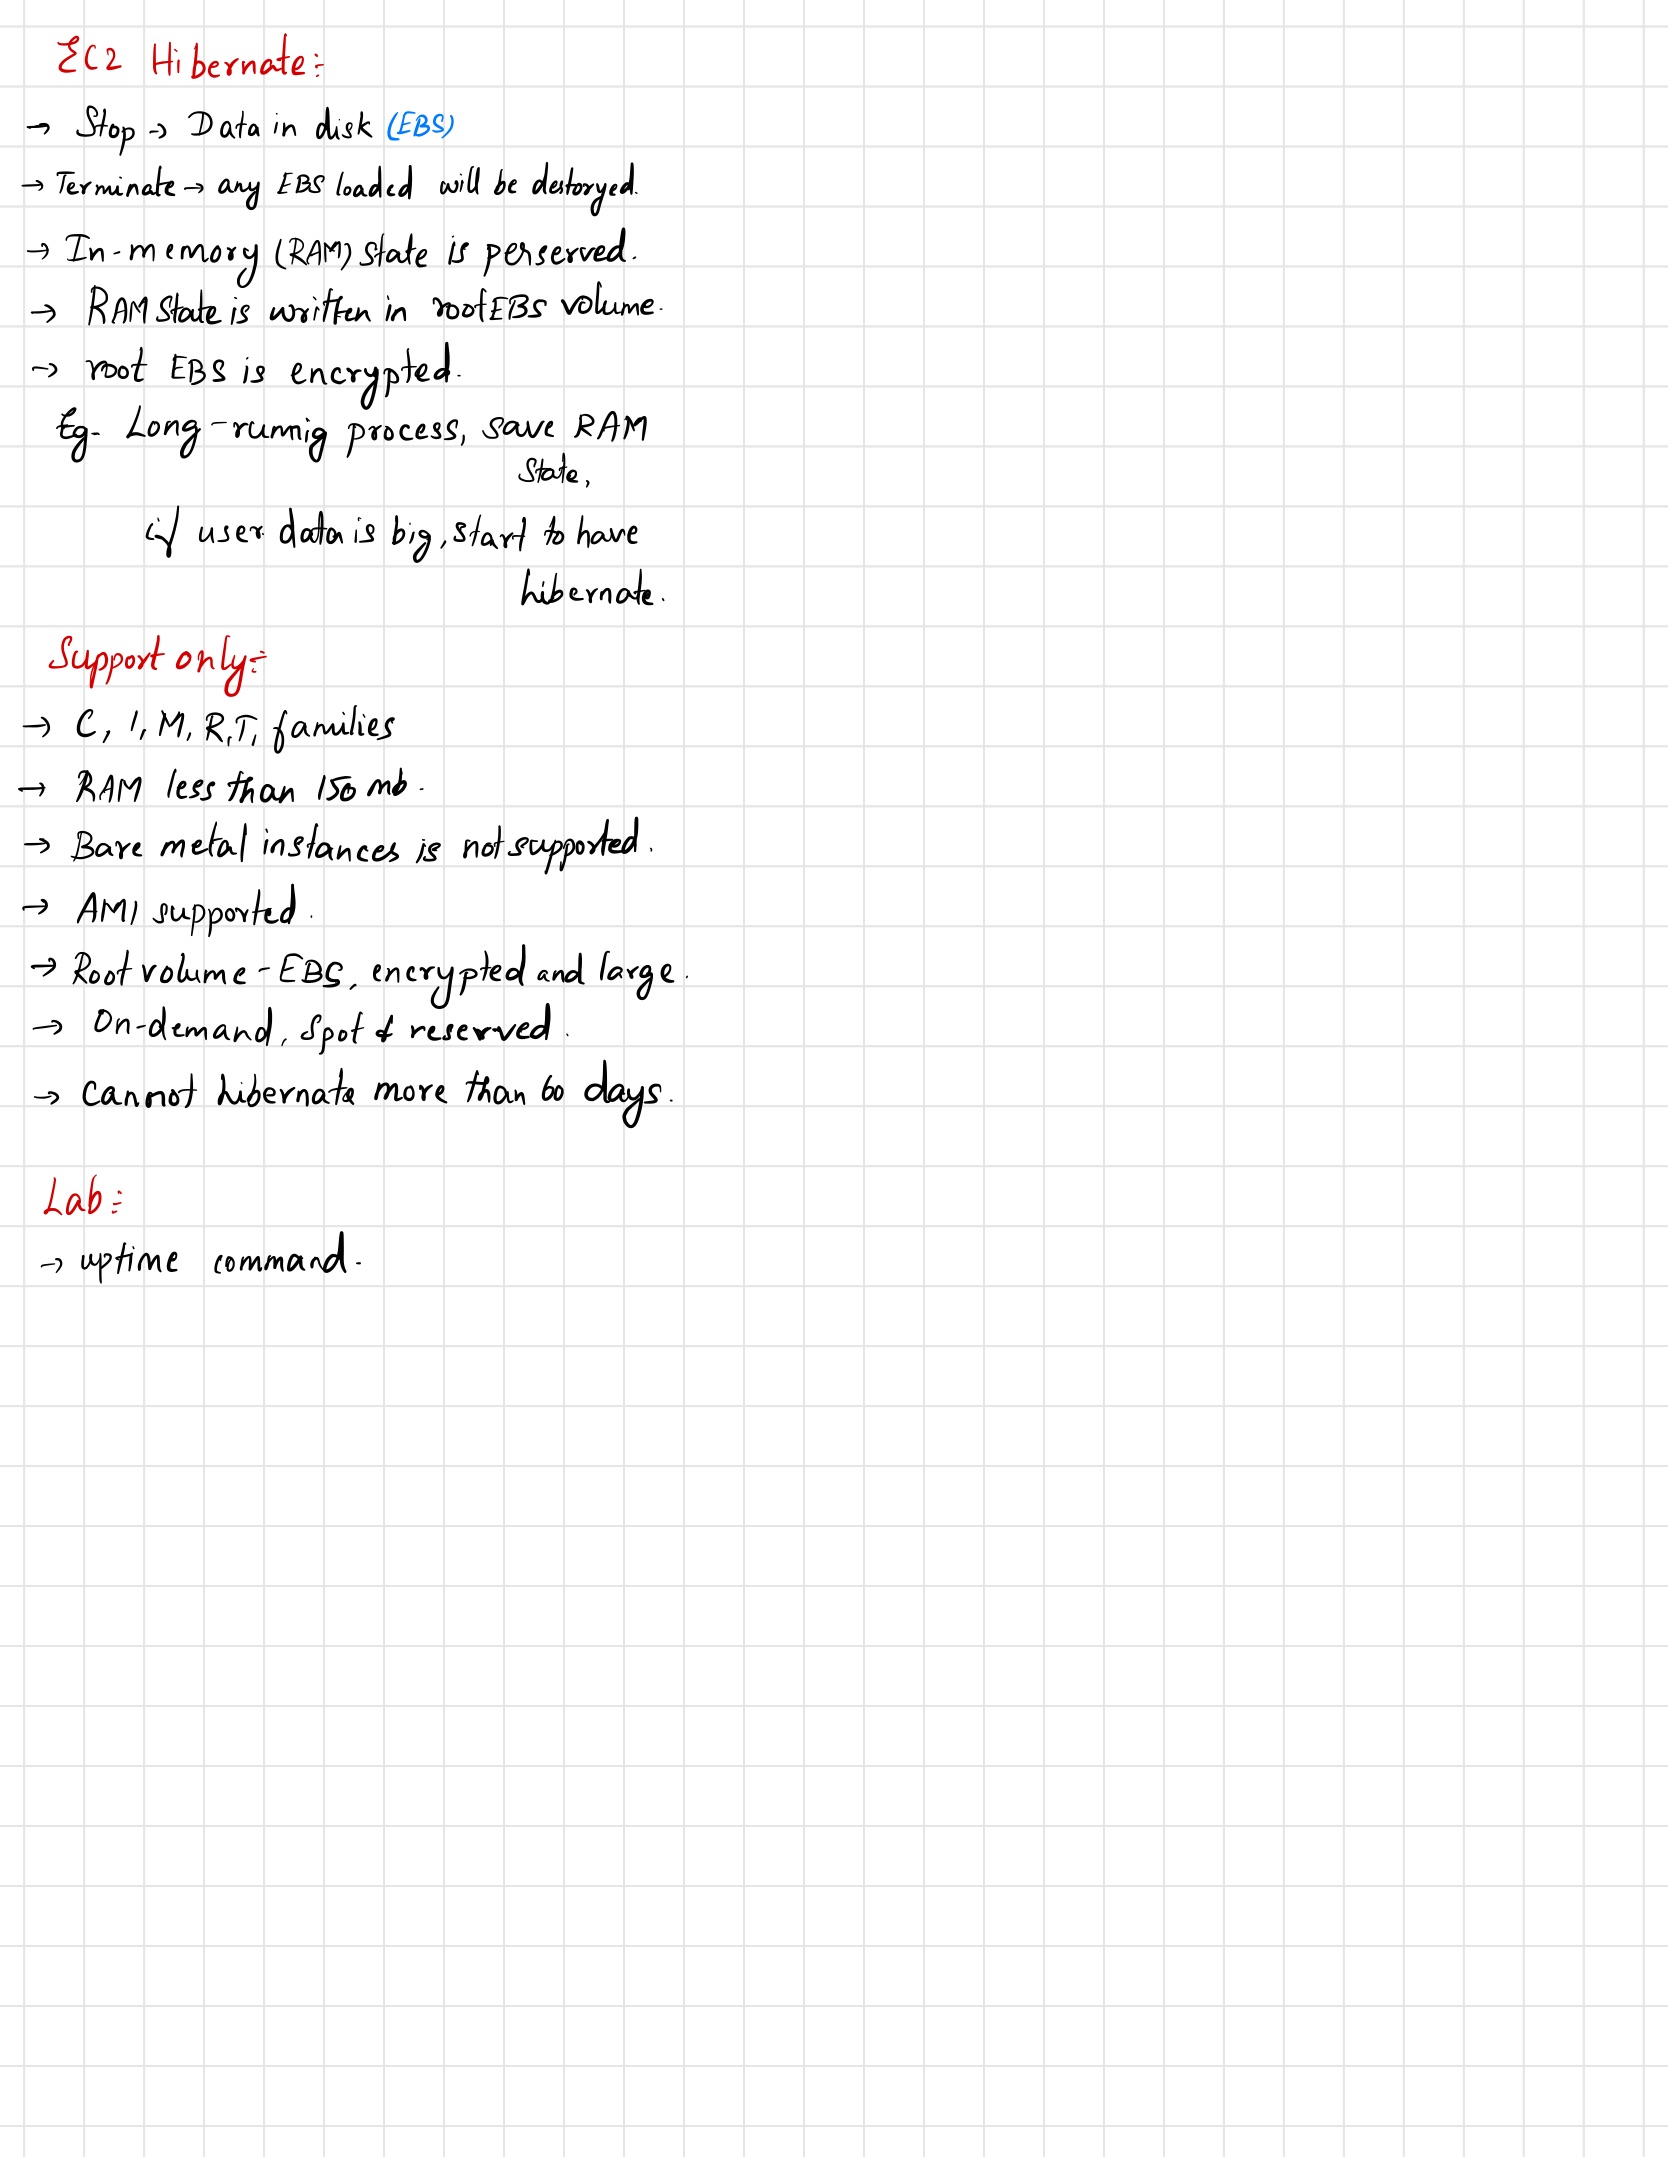 EC2 Hibernate:-
→ Stop → Data in disk (EBS)
→ Terminate → any EBS loaded will be destoryed.
→ In-memory (RAM) state is perserved.
→ RAM State is written in root EBS volume.
→ root EBS is encrypted.
Eg- Long-runnig process, save RAM
State,
if user data is big, start to have
hibernate.
Support only:-
→ C, I, M, R, T, families
→ RAM less than 150 mb.
→ Bare metal instances is not supported.
→ AMI supported.
→ Root volume - EBS, encrypted and large.
→ On-demand, Spot & reserved.
→ Cannot hibernate more than 60 days.
Lab:-
→ uptime command.